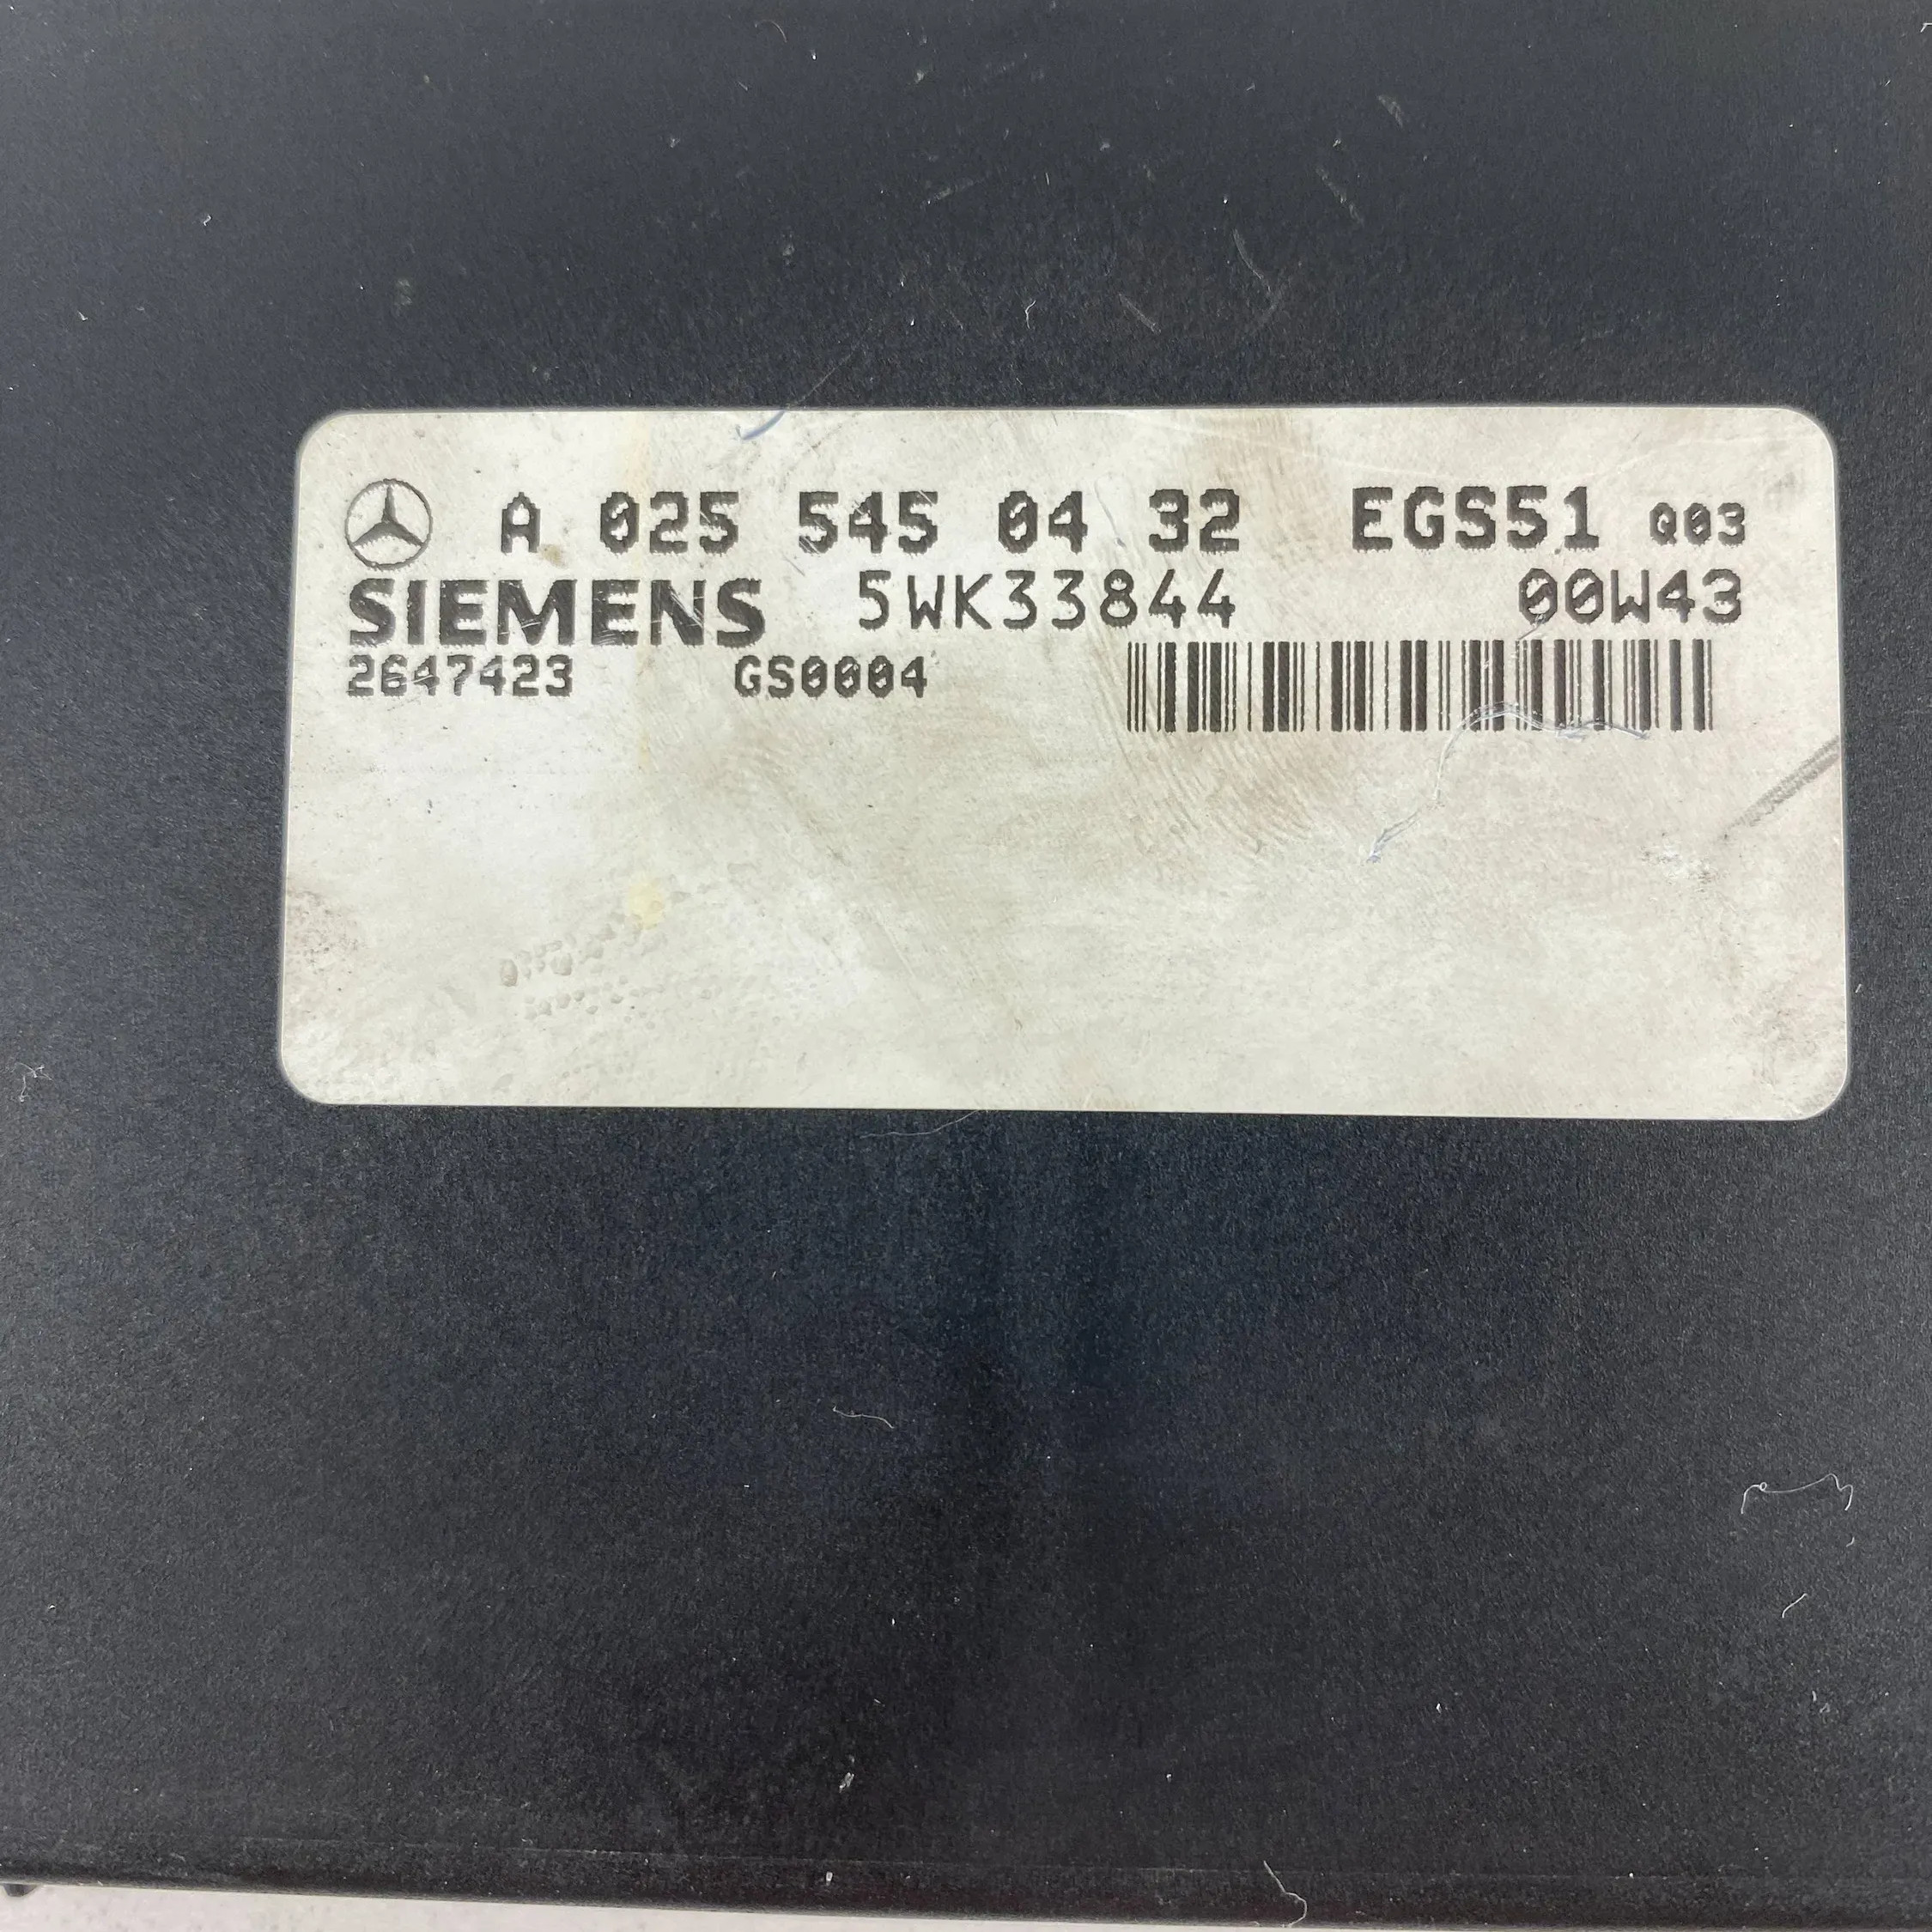 A 025 545 04 32 EGS51 Q03
SIEMENS 5WK33844 00W43
2647423 GS0004